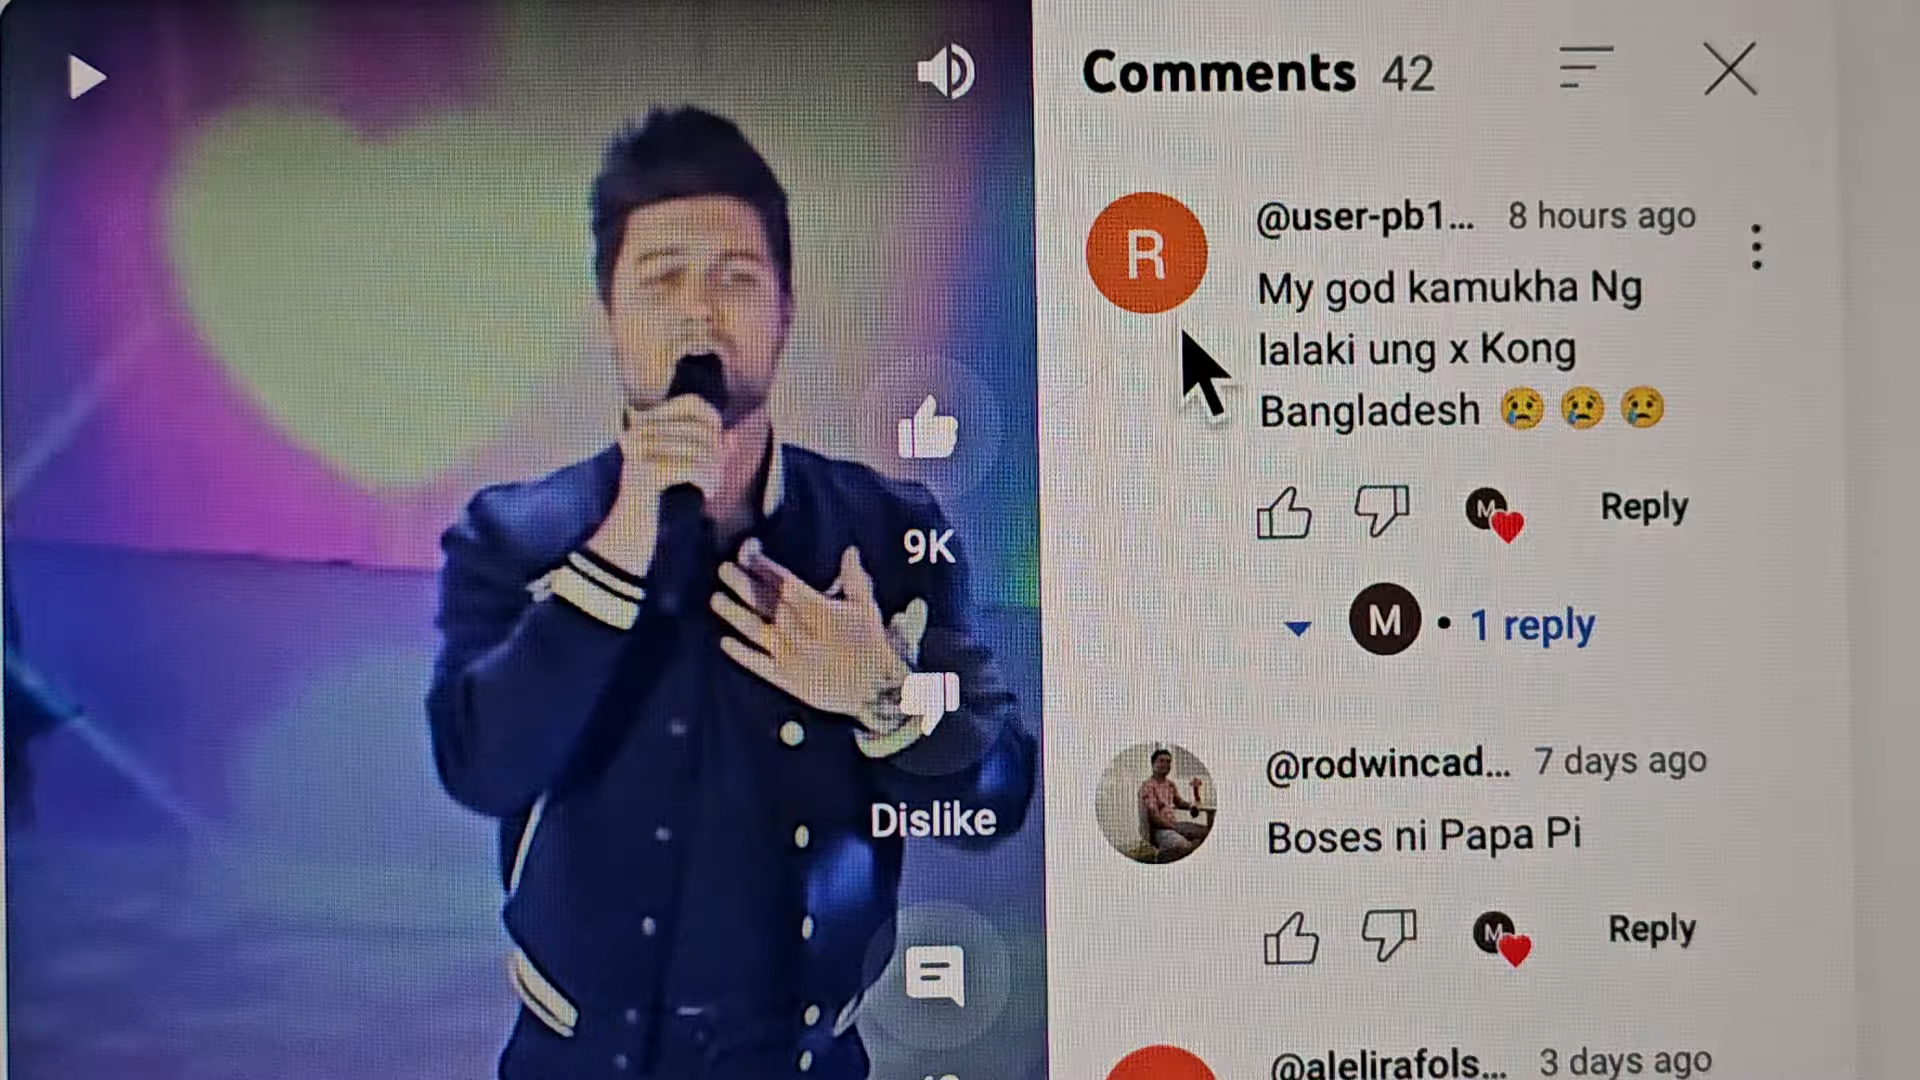 Comments 42
R
@user-pb1... 8 hours ago
My god kamukha Ng
lalaki ung x Kong
Bangladesh 😢 😢 😢
M
Reply
M • 1 reply
9K
@rodwincad... 7 days ago
Boses ni Papa Pi
Dislike
M
Reply
@alelirafols... 3 days ago